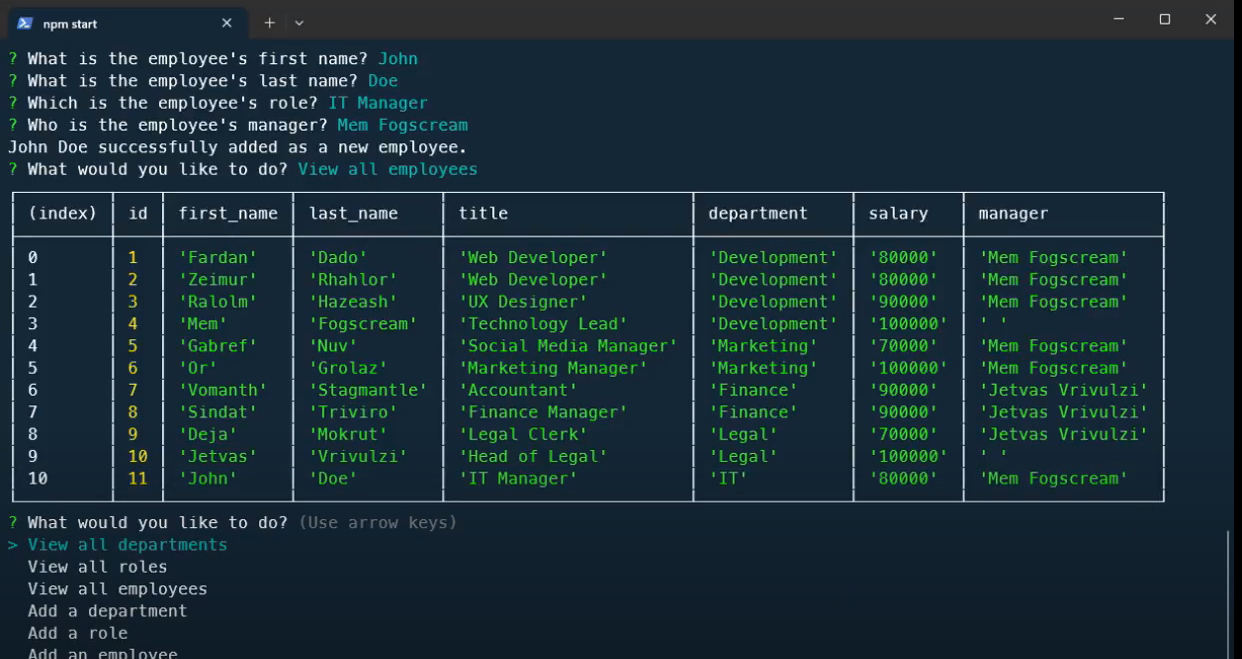 npm start
? What is the employee's first name? John
? What is the employee's last name? Doe
? Which is the employee's role? IT Manager
? Who is the employee's manager? Mem Fogscream
John Doe successfully added as a new employee.
? What would you like to do? View all employees
(index) id first_name last_name title department salary manager
0 1 'Fardan' 'Dado' 'Web Developer' 'Development' '80000' 'Mem Fogscream'
1 2 'Zeimur' 'Rhahlor' 'Web Developer' 'Development' '80000' 'Mem Fogscream'
2 3 'Ralolm' 'Hazeash' 'UX Designer' 'Development' '90000' 'Mem Fogscream'
3 4 'Mem' 'Fogscream' 'Technology Lead' 'Development' '100000' ' '
4 5 'Gabref' 'Nuv' 'Social Media Manager' 'Marketing' '70000' 'Mem Fogscream'
5 6 'Or' 'Grolaz' 'Marketing Manager' 'Marketing' '100000' 'Mem Fogscream'
6 7 'Vomanth' 'Stagmantle' 'Accountant' 'Finance' '90000' 'Jetvas Vrivulzi'
7 8 'Sindat' 'Triviro' 'Finance Manager' 'Finance' '90000' 'Jetvas Vrivulzi'
8 9 'Deja' 'Mokrut' 'Legal Clerk' 'Legal' '70000' 'Jetvas Vrivulzi'
9 10 'Jetvas' 'Vrivulzi' 'Head of Legal' 'Legal' '100000' ' '
10 11 'John' 'Doe' 'IT Manager' 'IT' '80000' 'Mem Fogscream'
? What would you like to do? (Use arrow keys)
> View all departments
View all roles
View all employees
Add a department
Add a role
Add an employee